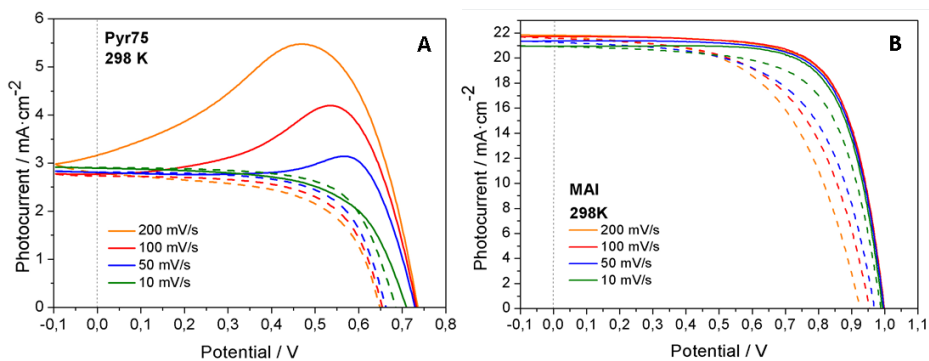 A
Pyr75
298 K
6
5
4
3
2
1
0
Photocurrent / mA·cm-2
200 mV/s
100 mV/s
50 mV/s
10 mV/s
-0,1 0,0 0,1 0,2 0,3 0,4 0,5 0,6 0,7 0,8
Potential / V
B
22
20
18
16
14
12
10
8
6
4
2
0
Photocurrent / mA·cm-2
MAI
298K
200 mV/s
100 mV/s
50 mV/s
10 mV/s
-0,1 0,0 0,1 0,2 0,3 0,4 0,5 0,6 0,7 0,8 0,9 1,0 1,1
Potential / V